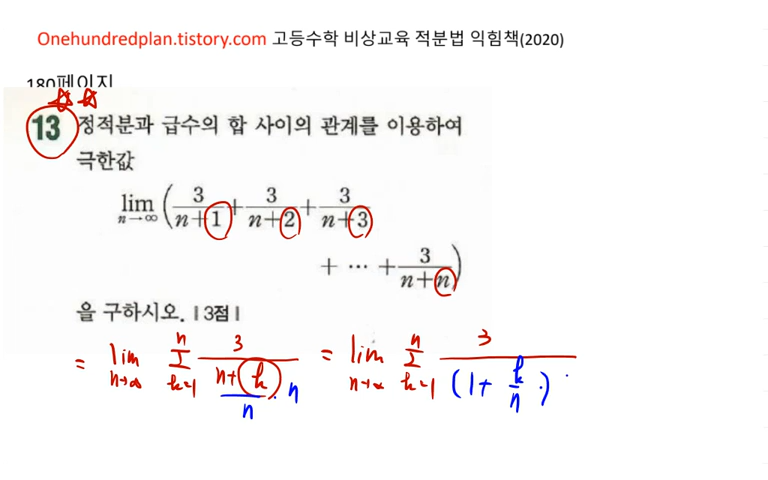 Onehundredplan.tistory.com 고등수학 비상교육 적분법 익힘책(2020)
180페이지
13 정적분과 급수의 합 사이의 관계를 이용하여
극한값
lim n→∞ ( 3/(n+1) + 3/(n+2) + 3/(n+3)
+ ⋯ + 3/(n+n) )
을 구하시오. | 3점 |
= lim n→∞ Σ k=1 n 3/((n+k)/n · n) = lim n→∞ Σ k=1 n 3/((1 + k/n ·) ·